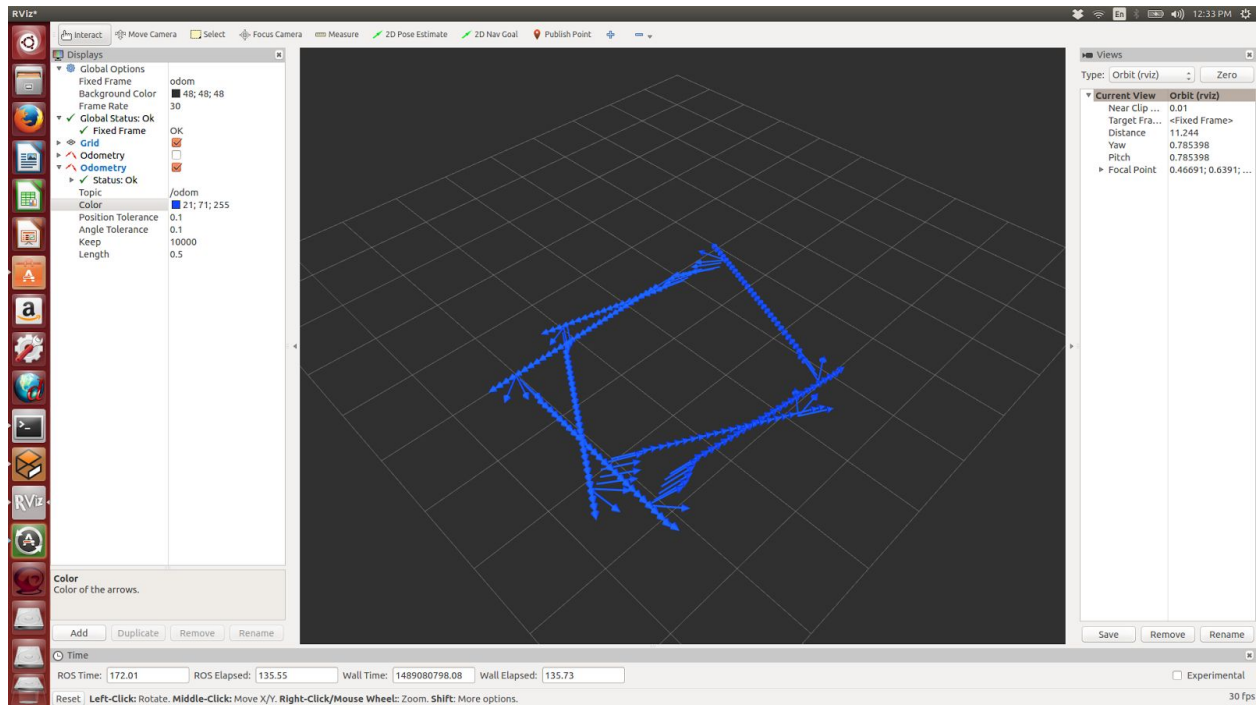 RViz*
En
12:33 PM
Interact Move Camera Select Focus Camera Measure 2D Pose Estimate 2D Nav Goal Publish Point
Displays
Global Options
Fixed Frame odom
Background Color 48; 48; 48
Frame Rate 30
Global Status: Ok
Fixed Frame OK
Grid
Odometry
Odometry
Status: Ok
Topic /odom
Color 21; 71; 255
Position Tolerance 0.1
Angle Tolerance 0.1
Keep 10000
Length 0.5
Color
Color of the arrows.
Add Duplicate Remove Rename
Views
Type: Orbit (rviz) Zero
Current View Orbit (rviz)
Near Clip ... 0.01
Target Fra... <Fixed Frame>
Distance 11.244
Yaw 0.785398
Pitch 0.785398
Focal Point 0.46691; 0.6391; ...
Save Remove Rename
a
>_
RViz
Time
ROS Time: 172.01 ROS Elapsed: 135.55 Wall Time: 1489080798.08 Wall Elapsed: 135.73 Experimental
Reset Left-Click: Rotate. Middle-Click: Move X/Y. Right-Click/Mouse Wheel:: Zoom. Shift: More options. 30 fps